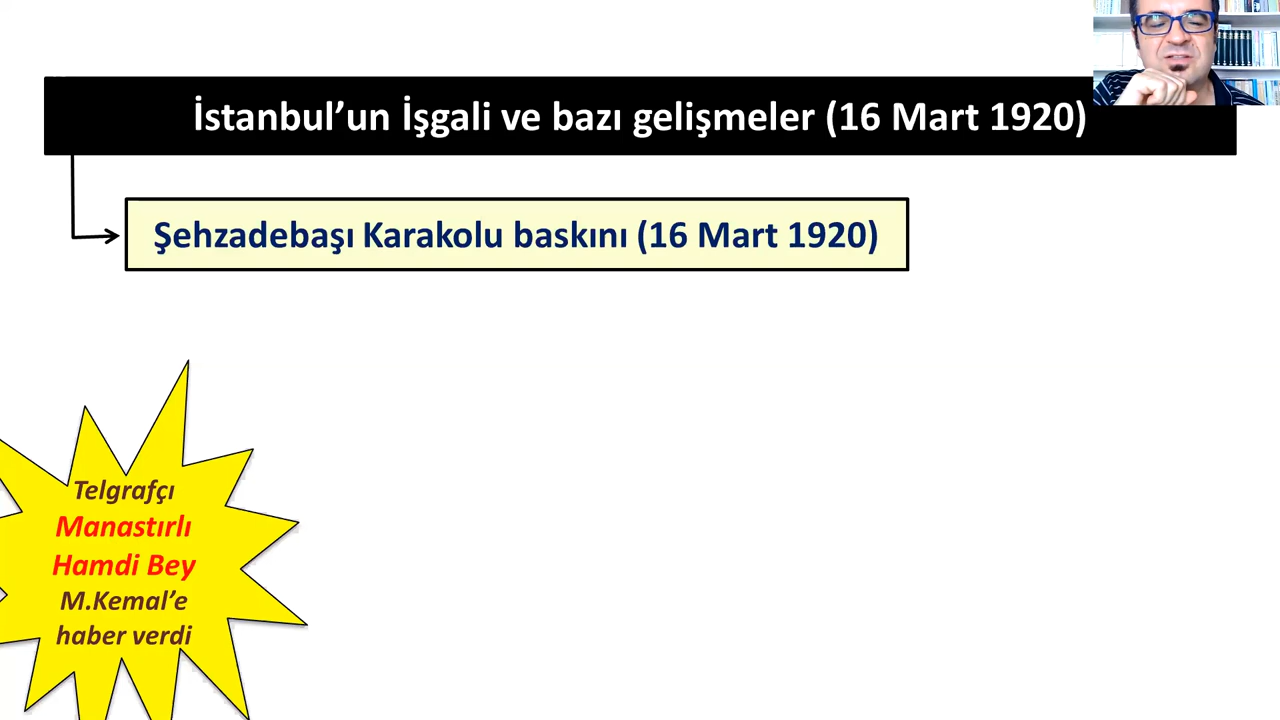 İstanbul’un İşgali ve bazı gelişmeler (16 Mart 1920)
Şehzadebaşı Karakolu baskını (16 Mart 1920)
Telgrafçı
Manastırlı
Hamdi Bey
M.Kemal’e
haber verdi